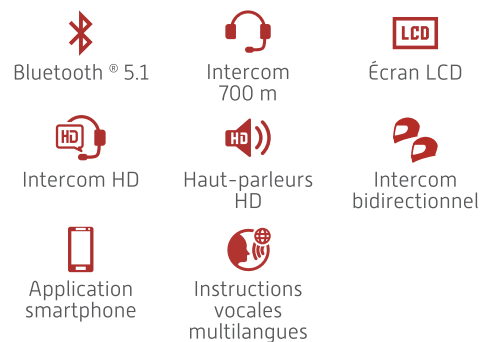 LCD
Bluetooth ® 5.1
Intercom
700 m
Écran LCD
HD
HD
Intercom HD
Haut-parleurs
HD
Intercom
bidirectionnel
Application
smartphone
Instructions
vocales
multilangues